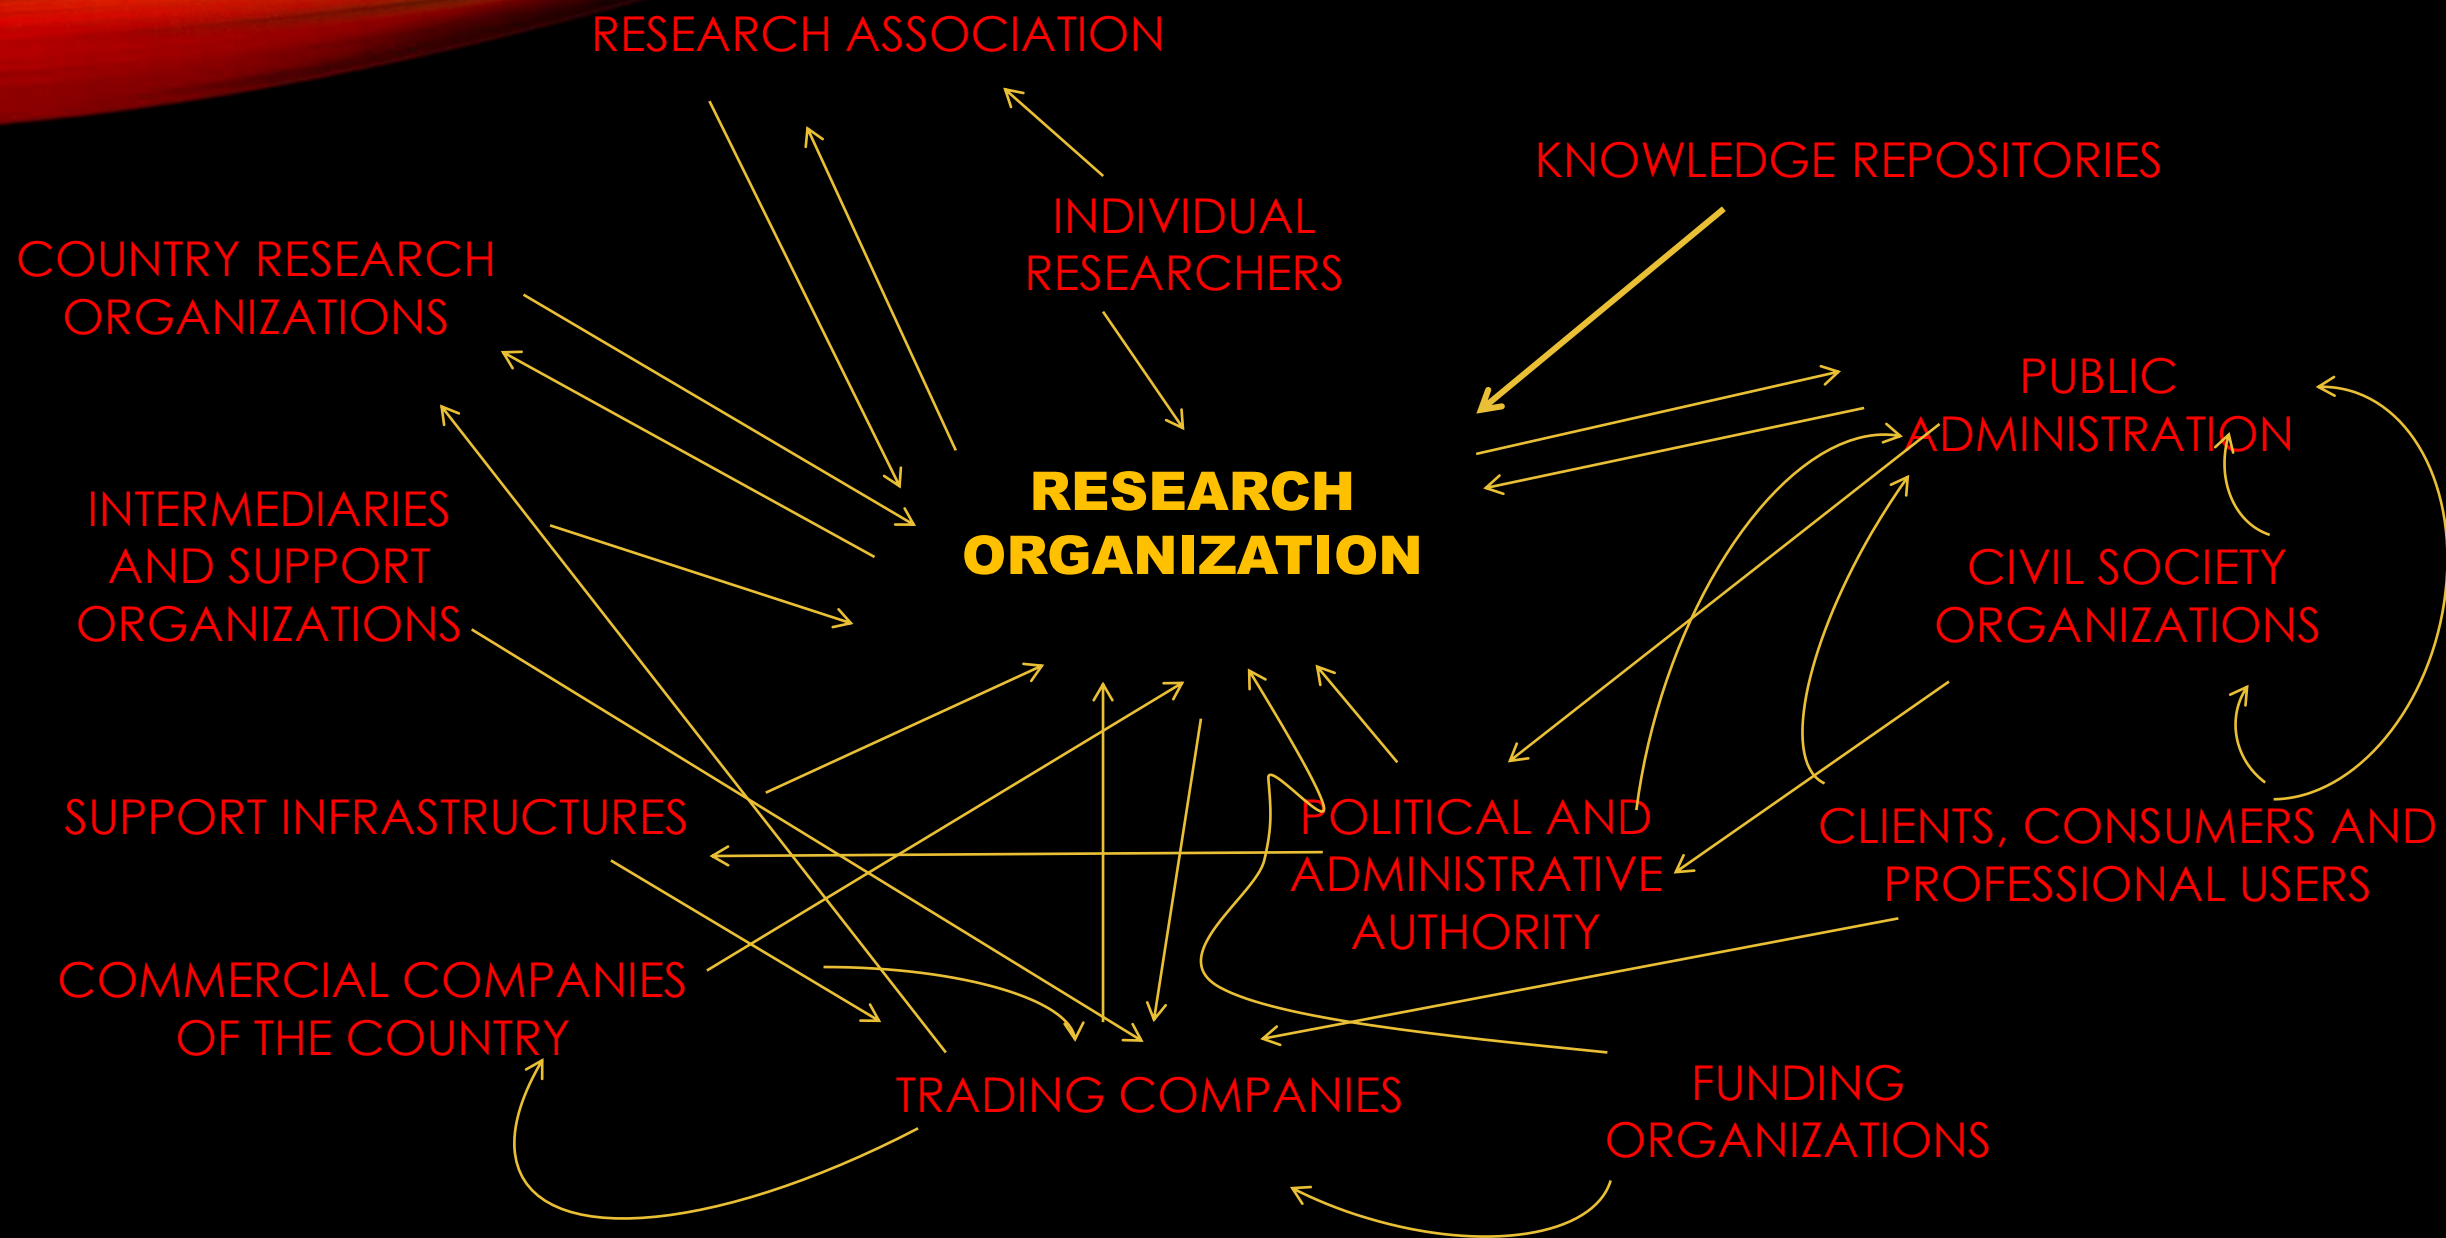 RESEARCH ASSOCIATION
KNOWLEDGE REPOSITORIES
INDIVIDUAL
RESEARCHERS
COUNTRY RESEARCH
ORGANIZATIONS
PUBLIC
ADMINISTRATION
RESEARCH
ORGANIZATION
INTERMEDIARIES
AND SUPPORT
ORGANIZATIONS
CIVIL SOCIETY
ORGANIZATIONS
SUPPORT INFRASTRUCTURES
POLITICAL AND
ADMINISTRATIVE
AUTHORITY
CLIENTS, CONSUMERS AND
PROFESSIONAL USERS
COMMERCIAL COMPANIES
OF THE COUNTRY
TRADING COMPANIES
FUNDING
ORGANIZATIONS